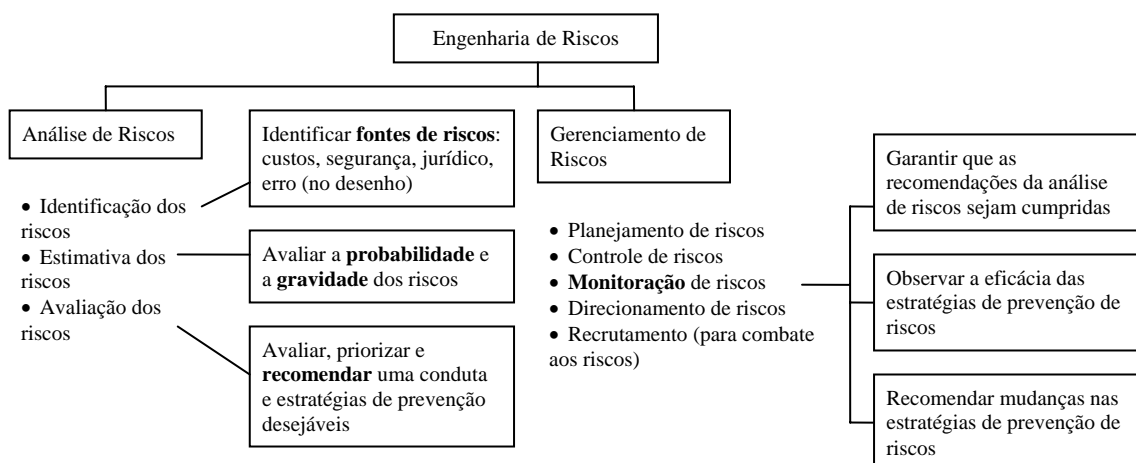 Engenharia de Riscos
Análise de Riscos
• Identificação dos
riscos
• Estimativa dos
riscos
• Avaliação dos
riscos
Identificar fontes de riscos:
custos, segurança, jurídico,
erro (no desenho)
Avaliar a probabilidade e
a gravidade dos riscos
Avaliar, priorizar e
recomendar uma conduta
e estratégias de prevenção
desejáveis
Gerenciamento de
Riscos
• Planejamento de riscos
• Controle de riscos
• Monitoração de riscos
• Direcionamento de riscos
• Recrutamento (para combate
aos riscos)
Garantir que as
recomendações da análise
de riscos sejam cumpridas
Observar a eficácia das
estratégias de prevenção de
riscos
Recomendar mudanças nas
estratégias de prevenção de
riscos